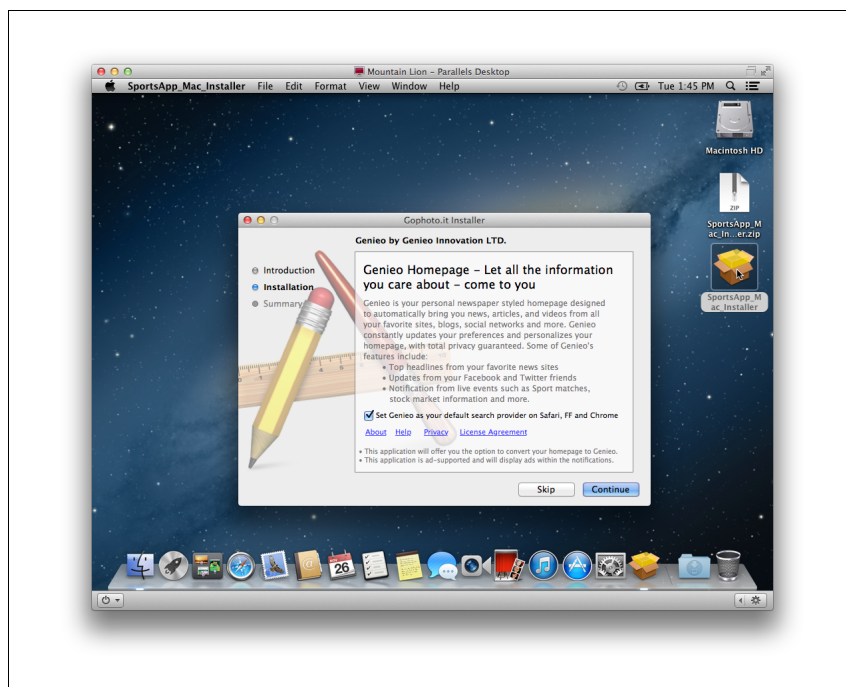 Mountain Lion – Parallels Desktop
SportsApp_Mac_Installer File Edit Format View Window Help Tue 1:45 PM
Macintosh HD
ZIP
SportsApp_M
ac_In...er.zip
SportsApp_M
ac_Installer
Gophoto.it Installer
Genieo by Genieo Innovation LTD.
Introduction
Installation
Summary
Genieo Homepage – Let all the information
you care about – come to you
Genieo is your personal newspaper styled homepage designed
to automatically bring you news, articles, and videos from all
your favorite sites, blogs, social networks and more. Genieo
constantly updates your preferences and personalizes your
homepage, with total privacy guaranteed. Some of Genieo's
features include:
• Top headlines from your favorite news sites
• Updates from your Facebook and Twitter friends
• Notification from live events such as Sport matches,
stock market information and more.
Set Genieo as your default search provider on Safari, FF and Chrome
About Help Privacy License Agreement
• This application will offer you the option to convert your homepage to Genieo.
• This application is ad-supported and will display ads within the notifications.
Skip Continue
26